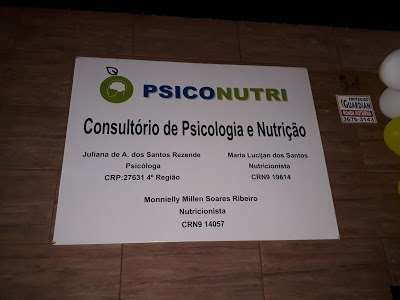 PSICONUTRI
Consultório de Psicologia e Nutrição
Juliana de A. dos Santos Rezende
Psicóloga
CRP:27631 4º Região
Maria Lucijan dos Santos
Nutricionista
CRN9 19614
Monnielly Millen Soares Ribeiro
Nutricionista
CRN9 14057
GUARDIAN